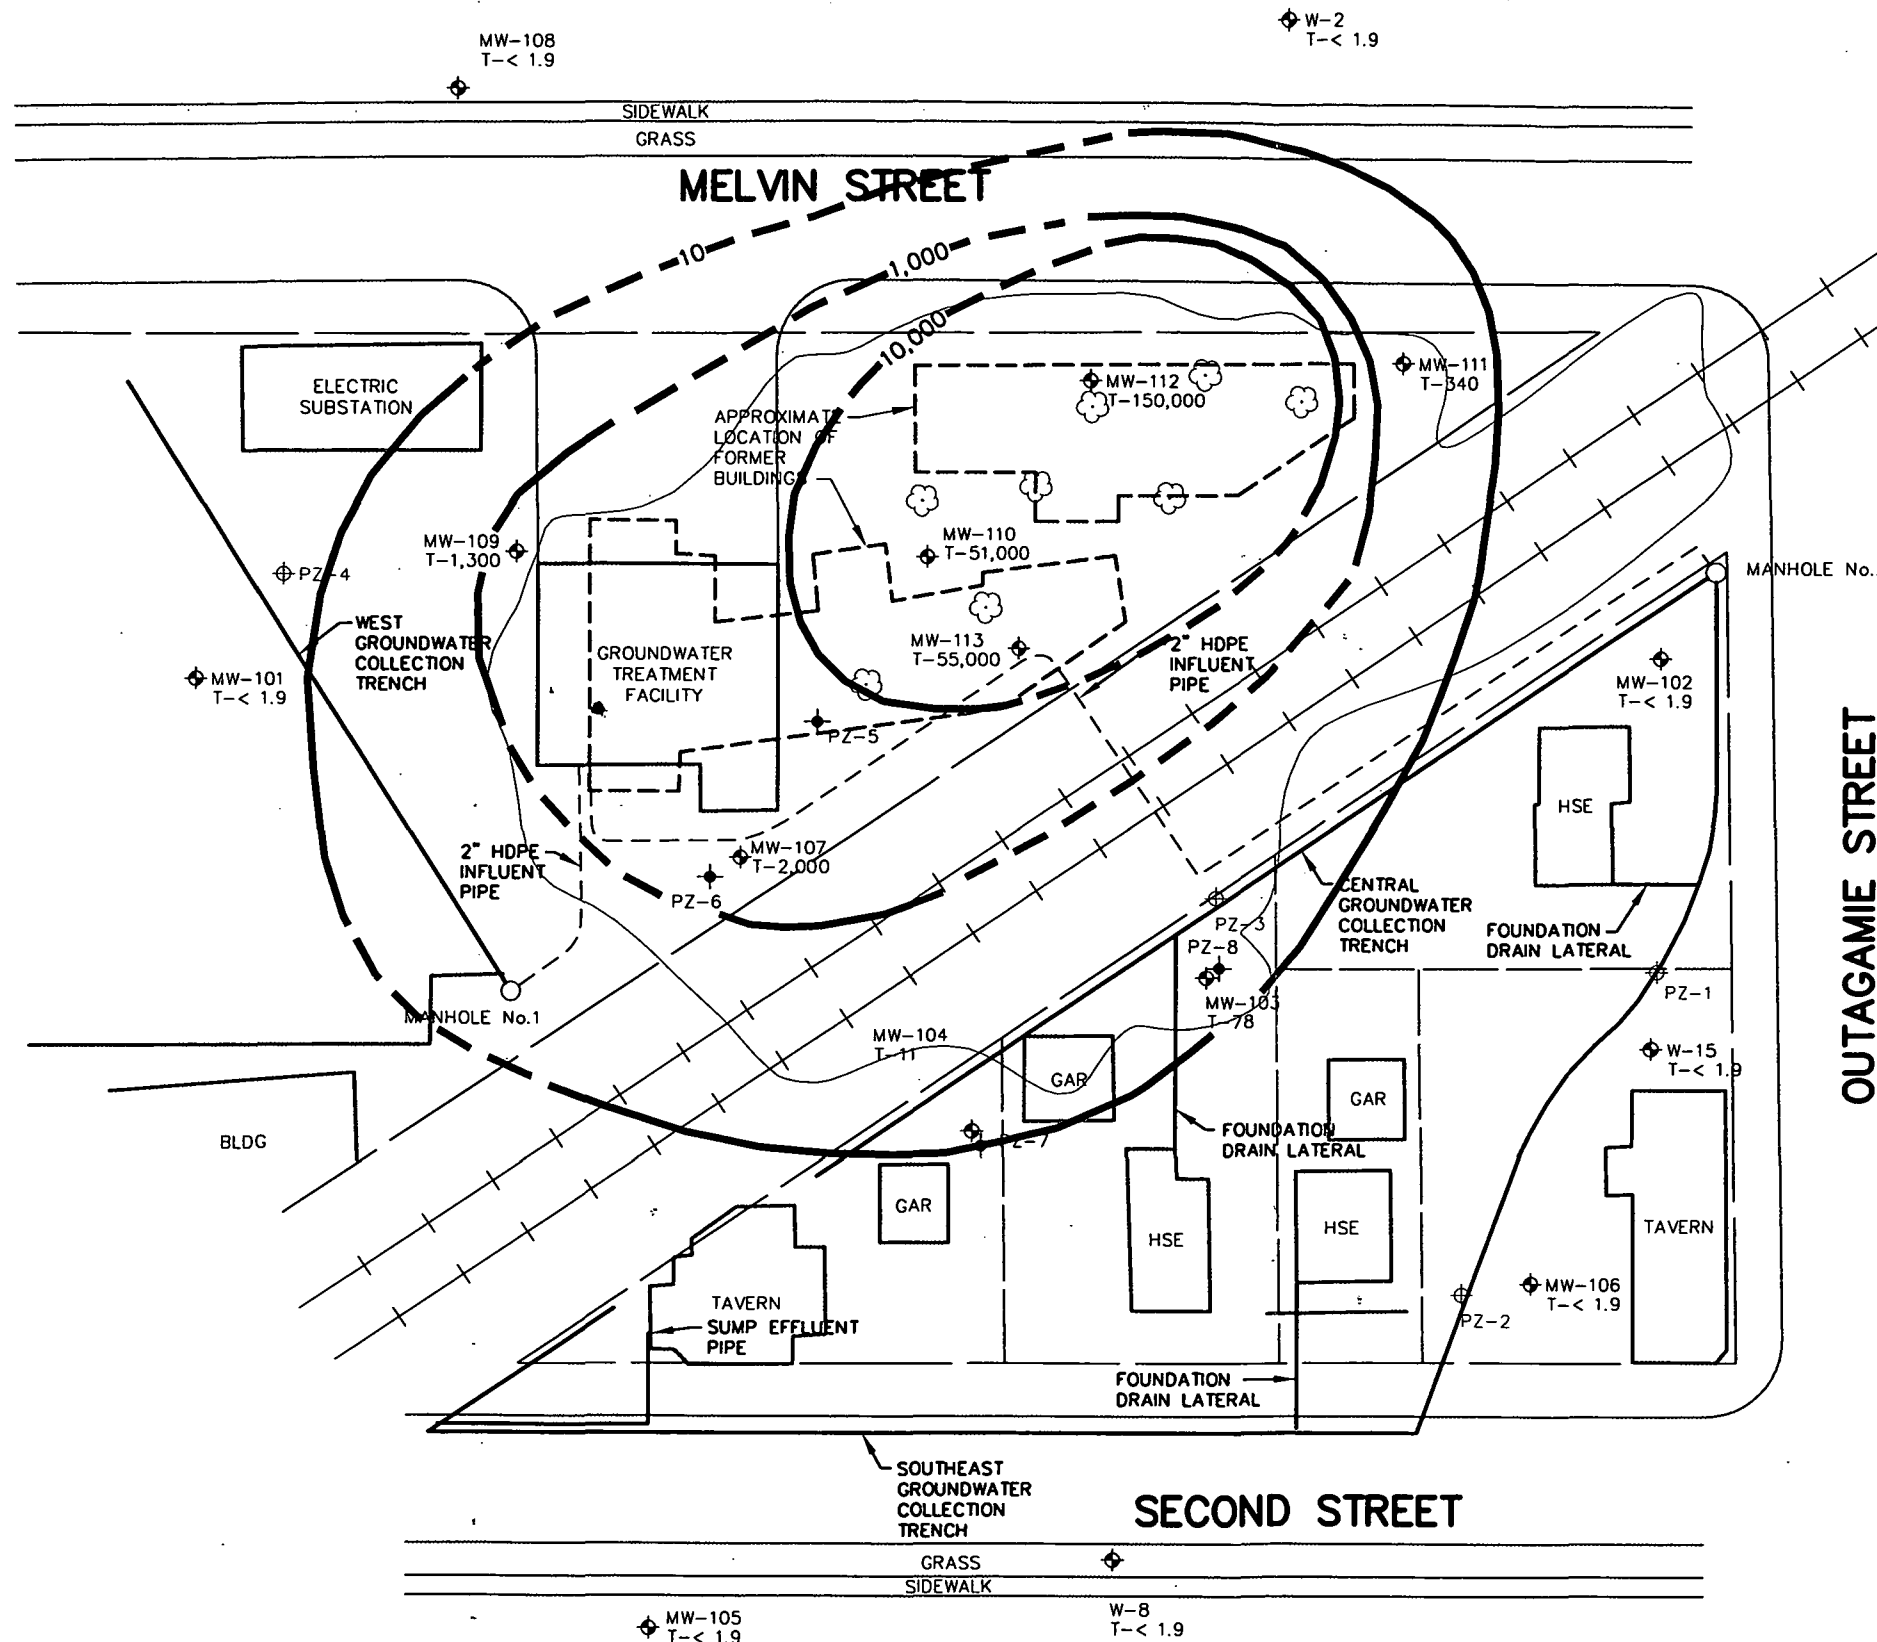 MW-108
T-< 1.9
W-2
T-< 1.9
SIDEWALK
GRASS
MELVIN STREET
10
1,000
10,000
ELECTRIC
SUBSTATION
APPROXIMATE
LOCATION OF
FORMER
BUILDINGS
MW-112
T-150,000
MW-111
T-340
MW-109
T-1,300
MW-110
T-51,000
PZ-4
MANHOLE No.
WEST
GROUNDWATER
COLLECTION
TRENCH
GROUNDWATER
TREATMENT
FACILITY
MW-113
T-55,000
2" HDPE
INFLUENT
PIPE
MW-101
T-< 1.9
MW-102
T-< 1.9
PZ-5
HSE
OUTAGAMIE STREET
2" HDPE
INFLUENT
PIPE
MW-107
T-2,000
PZ-6
CENTRAL
GROUNDWATER
COLLECTION
TRENCH
PZ-3
PZ-8
FOUNDATION
DRAIN LATERAL
MW-103
T-78
PZ-1
MANHOLE No.1
MW-104
T-11
W-15
T-< 1.9
GAR
GAR
BLDG
PZ-7
FOUNDATION
DRAIN LATERAL
GAR
HSE
HSE
TAVERN
MW-106
T-< 1.9
PZ-2
TAVERN
SUMP EFFLUENT
PIPE
FOUNDATION
DRAIN LATERAL
SOUTHEAST
GROUNDWATER
COLLECTION
TRENCH
SECOND STREET
GRASS
SIDEWALK
MW-105
T-< 1.9
W-8
T-< 1.9